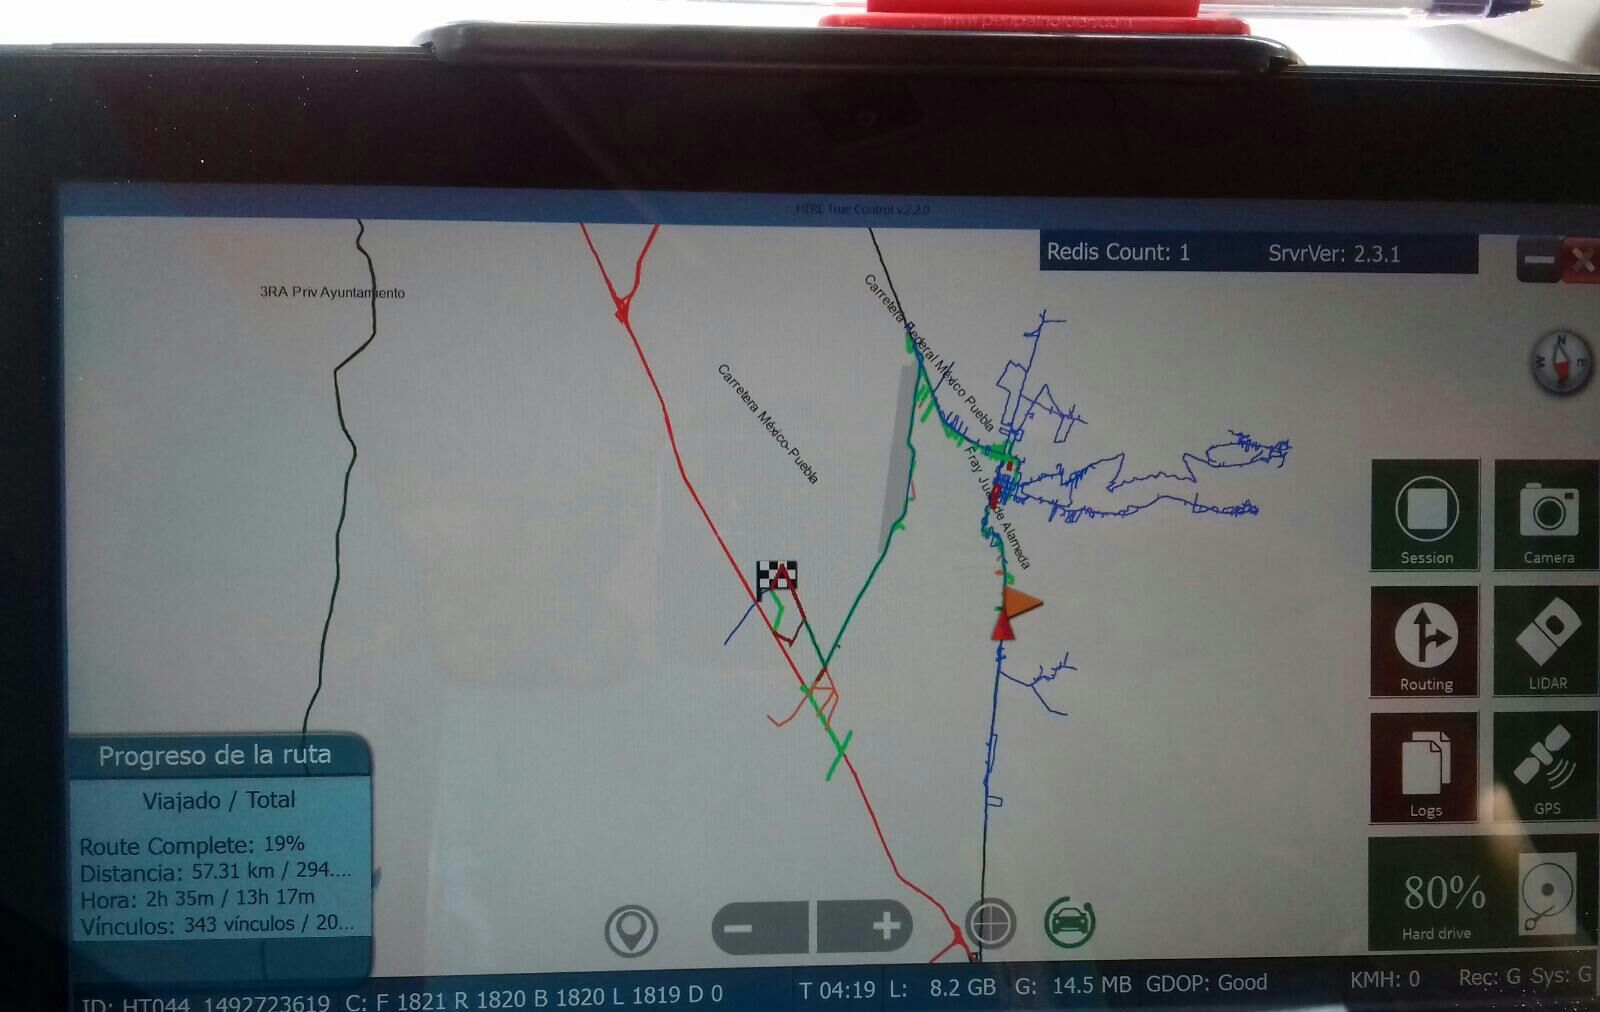 www.penpalholder.com
HERE True Control v.2.2.0
Redis Count: 1 SrvrVer: 2.3.1
3RA Priv Ayuntamiento
Carretera Federal México Puebla
Carretera México-Puebla
Fray Juan de Alameda
N
W E
Session
Camera
Routing
LIDAR
Logs
GPS
80%
Hard drive
Progreso de la ruta
Viajado / Total
Route Complete: 19%
Distancia: 57.31 km / 294....
Hora: 2h 35m / 13h 17m
Vínculos: 343 vínculos / 20...
ID: HT044_1492723619 C: F 1821 R 1820 B 1820 L 1819 D 0 T 04:19 L: 8.2 GB G: 14.5 MB GDOP: Good KMH: 0 Rec: G Sys: G